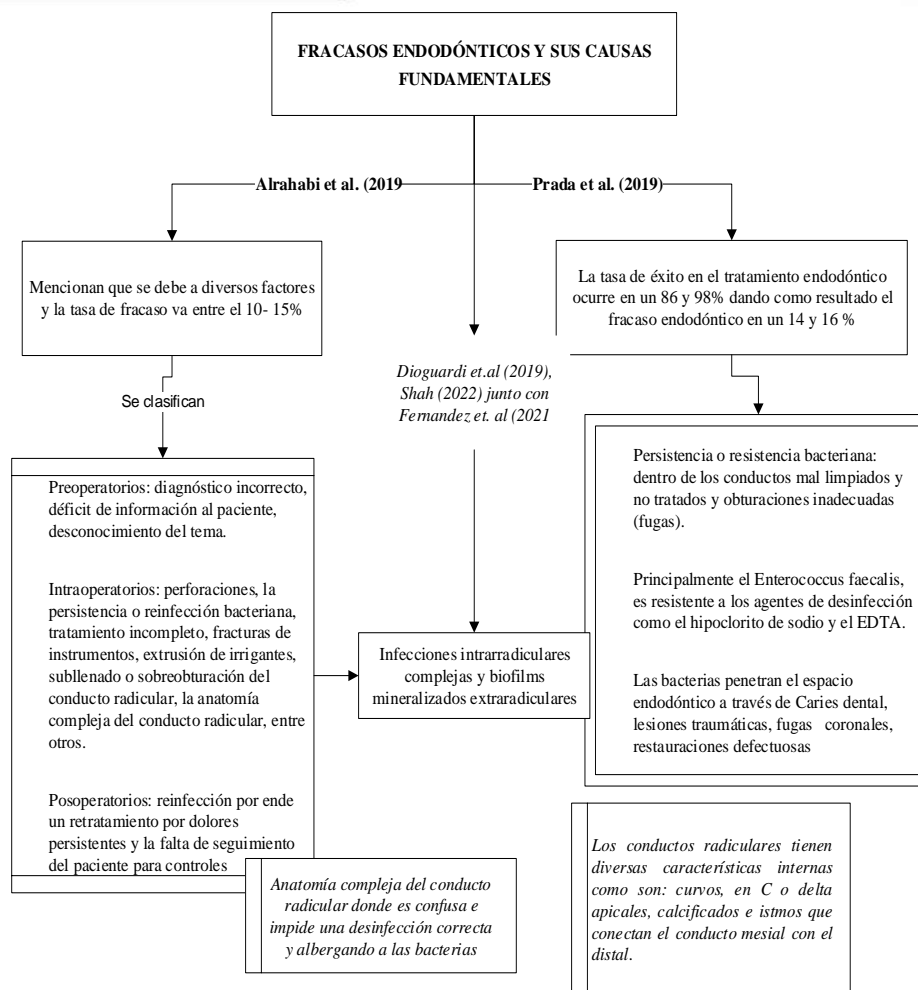 FRACASOS ENDODÓNTICOS Y SUS CAUSAS
FUNDAMENTALES
Alrahabi et al. (2019
Prada et al. (2019)
Mencionan que se debe a diversos factores
y la tasa de fracaso va entre el 10- 15%
La tasa de éxito en el tratamiento endodóntico
ocurre en un 86 y 98% dando como resultado el
fracaso endodóntico en un 14 y 16 %
Dioguardi et.al (2019),
Shah (2022) junto con
Fernandez et. al (2021
Se clasifican
Preoperatorios: diagnóstico incorrecto,
déficit de información al paciente,
desconocimiento del tema.
Intraoperatorios: perforaciones, la
persistencia o reinfección bacteriana,
tratamiento incompleto, fracturas de
instrumentos, extrusión de irrigantes,
subllenado o sobreobturación del
conducto radicular, la anatomía
compleja del conducto radicular, entre
otros.
Posoperatorios: reinfección por ende
un retratamiento por dolores
persistentes y la falta de seguimiento
del paciente para controles
Infecciones intrarradiculares
complejas y biofilms
mineralizados extraradiculares
Persistencia o resistencia bacteriana:
dentro de los conductos mal limpiados y
no tratados y obturaciones inadecuadas
(fugas).
Principalmente el Enterococcus faecalis,
es resistente a los agentes de desinfección
como el hipoclorito de sodio y el EDTA.
Las bacterias penetran el espacio
endodóntico a través de Caries dental,
lesiones traumáticas, fugas coronales,
restauraciones defectuosas
Anatomía compleja del conducto
radicular donde es confusa e
impide una desinfección correcta
y albergando a las bacterias
Los conductos radiculares tienen
diversas características internas
como son: curvos, en C o delta
apicales, calcificados e istmos que
conectan el conducto mesial con el
distal.